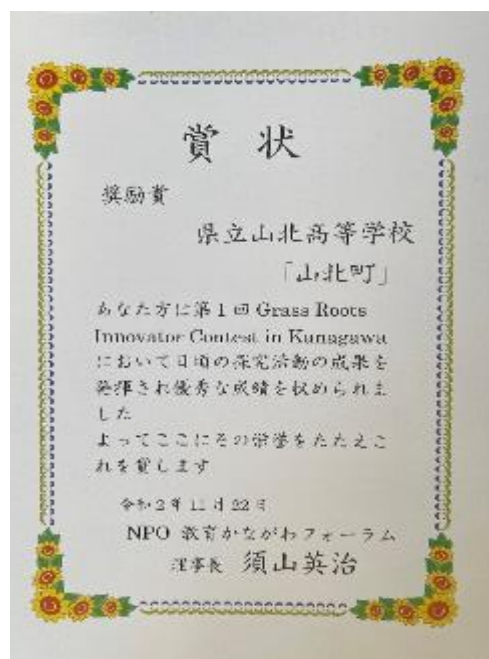 賞状
奨励賞
県立山北高等学校
「山北町」
あなた方は第1回 Grass Roots
Innovator Contest in Kanagawa
において日頃の探究活動の成果を
発揮され優秀な成績を収められま
した
よってここにその栄誉をたたえこ
れを賞します
令和2年11月22日
NPO 教育かながわフォーラム
理事長 須山英治